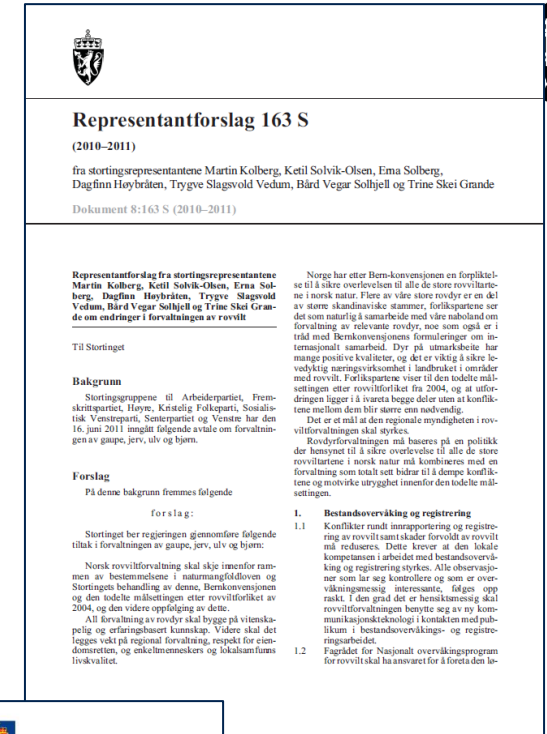 Representantforslag 163 S
(2010–2011)
fra stortingsrepresentantene Martin Kolberg, Ketil Solvik-Olsen, Erna Solberg,
Dagfinn Høybråten, Trygve Slagsvold Vedum, Bård Vegar Solhjell og Trine Skei Grande
Dokument 8:163 S (2010–2011)
Representantforslag fra stortingsrepresentantene
Martin Kolberg, Ketil Solvik-Olsen, Erna Sol-
berg, Dagfinn Høybråten, Trygve Slagsvold
Vedum, Bård Vegar Solhjell og Trine Skei Gran-
de om endringer i forvaltningen av rovvilt
Til Stortinget
Bakgrunn
Stortingsgruppene til Arbeiderpartiet, Frem-
skrittspartiet, Høyre, Kristelig Folkeparti, Sosialis-
tisk Venstreparti, Senterpartiet og Venstre har den
16. juni 2011 inngått følgende avtale om forvaltnin-
gen av gaupe, jerv, ulv og bjørn.
Forslag
På denne bakgrunn fremmes følgende
forslag:
Stortinget ber regjeringen gjennomføre følgende
tiltak i forvaltningen av gaupe, jerv, ulv og bjørn:
Norsk rovviltforvaltning skal skje innenfor ram-
men av bestemmelsene i naturmangfoldloven og
Stortingets behandling av denne, Bernkonvensjonen
og den todelte målsettingen etter rovviltforliket av
2004, og den videre oppfølging av dette.
All forvaltning av rovdyr skal bygge på vitenska-
pelig og erfaringsbasert kunnskap. Videre skal det
legges vekt på regional forvaltning, respekt for eien-
domsretten, og enkeltmenneskers og lokalsamfunns
livskvalitet.
Norge har etter Bern-konvensjonen en forpliktel-
se til å sikre overlevelsen til alle de store rovviltarte-
ne i norsk natur. Flere av våre store rovdyr er en del
av større skandinaviske stammer, forlikspartene ser
det som naturlig å samarbeide med våre naboland om
forvaltning av relevante rovdyr, noe som også er i
tråd med Bernkonvensjonens formuleringer om in-
ternasjonalt samarbeid. Dyr på utmarksbeite har
mange positive kvaliteter, og det er viktig å sikre le-
vedyktig næringsvirksomhet i landbruket i områder
med rovvilt. Forlikspartene viser til den todelte mål-
settingen etter rovviltforliket fra 2004, og at utfor-
dringen ligger i å ivareta begge deler uten at konflik-
tene mellom dem blir større enn nødvendig.
Det er et mål at den regionale myndigheten i rov-
viltforvaltningen skal styrkes.
Rovdyrforvaltningen må baseres på en politikk
der hensynet til å sikre overlevelse til alle de store
rovviltartene i norsk natur må kombineres med en
forvaltning som totalt sett bidrar til å dempe konflik-
tene og motvirke utrygghet innenfor den todelte mål-
settingen.
1. Bestandsovervåking og registrering
1.1 Konflikter rundt innrapportering og registre-
ring av rovvilt samt skader forvoldt av rovvilt
må reduseres. Dette krever at den lokale
kompetansen i arbeidet med bestandsovervå-
king og registrering styrkes. Alle observasjo-
ner som lar seg kontrollere og som er over-
våkningsmessig interessante, følges opp
raskt. I den grad det er hensiktsmessig skal
rovviltforvaltningen benytte seg av ny kom-
munikasjonsteknologi i kontakten med pub-
likum i bestandsovervåkings- og registre-
ringsarbeidet.
1.2 Fagrådet for Nasjonalt overvåkingsprogram
for rovvilt skal ha ansvaret for å foreta den lø-